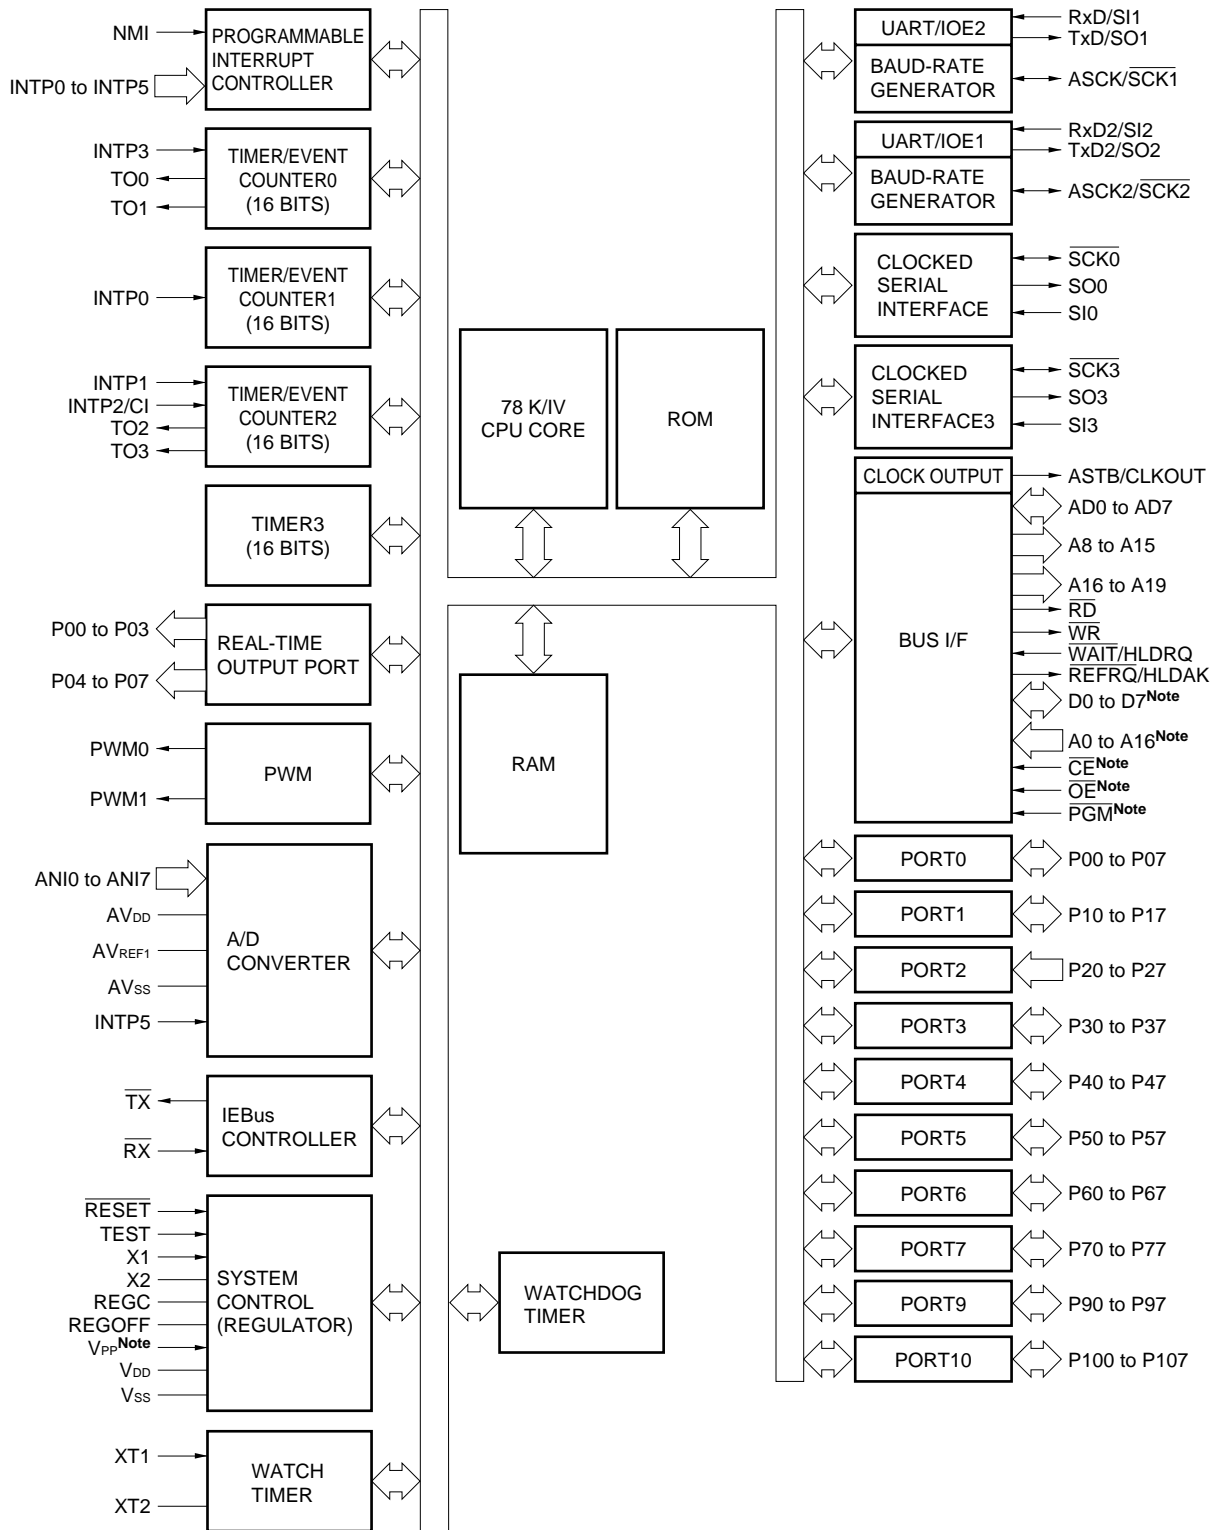 NMI
INTP0 to INTP5
PROGRAMMABLE
INTERRUPT
CONTROLLER
INTP3
TO0
TO1
TIMER/EVENT
COUNTER0
(16 BITS)
INTP0
TIMER/EVENT
COUNTER1
(16 BITS)
INTP1
INTP2/CI
TO2
TO3
TIMER/EVENT
COUNTER2
(16 BITS)
TIMER3
(16 BITS)
P00 to P03
P04 to P07
REAL-TIME
OUTPUT PORT
PWM0
PWM1
PWM
ANI0 to ANI7
AVDD
AVREF1
AVSS
INTP5
A/D
CONVERTER
TX
RX
IEBus
CONTROLLER
RESET
TEST
X1
X2
REGC
REGOFF
VPPNote
VDD
VSS
SYSTEM
CONTROL
(REGULATOR)
XT1
XT2
WATCH
TIMER
78 K/IV
CPU CORE
ROM
RAM
WATCHDOG
TIMER
UART/IOE2
BAUD-RATE
GENERATOR
RxD/SI1
TxD/SO1
ASCK/SCK1
UART/IOE1
BAUD-RATE
GENERATOR
RxD2/SI2
TxD2/SO2
ASCK2/SCK2
CLOCKED
SERIAL
INTERFACE
SCK0
SO0
SI0
CLOCKED
SERIAL
INTERFACE3
SCK3
SO3
SI3
CLOCK OUTPUT
BUS I/F
ASTB/CLKOUT
AD0 to AD7
A8 to A15
A16 to A19
RD
WR
WAIT/HLDRQ
REFRQ/HLDAK
D0 to D7Note
A0 to A16Note
CENote
OENote
PGMNote
PORT0
P00 to P07
PORT1
P10 to P17
PORT2
P20 to P27
PORT3
P30 to P37
PORT4
P40 to P47
PORT5
P50 to P57
PORT6
P60 to P67
PORT7
P70 to P77
PORT9
P90 to P97
PORT10
P100 to P107